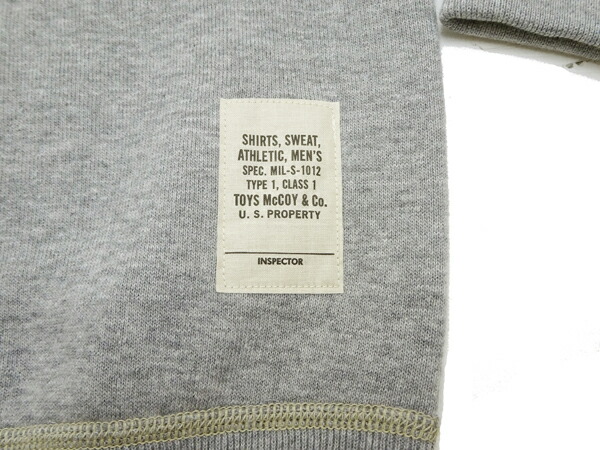 SHIRTS, SWEAT,
ATHLETIC, MEN'S
SPEC. MIL-S-1012
TYPE 1, CLASS 1
TOYS McCOY & Co.
U. S. PROPERTY
INSPECTOR